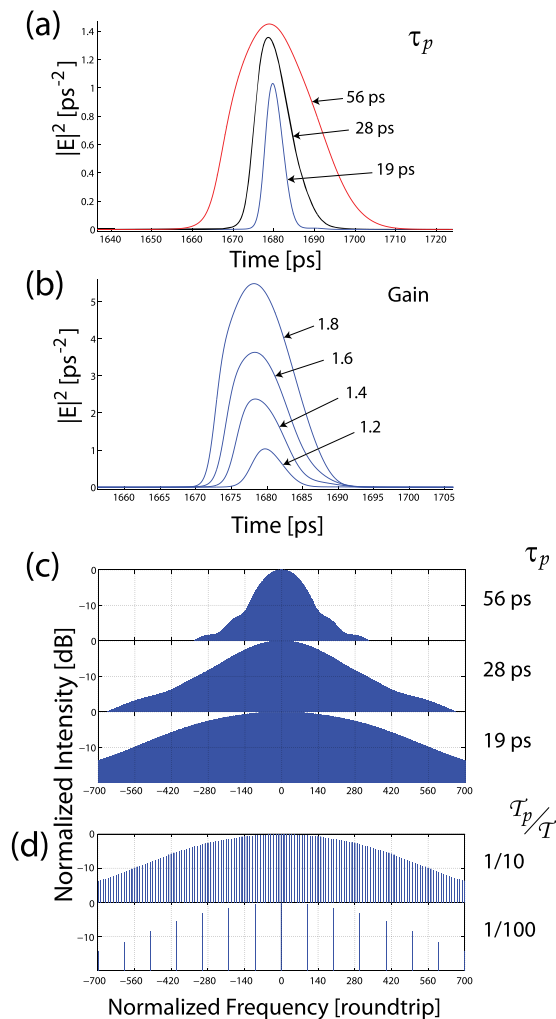 (a)
τp
|E|² [ps⁻²]
1.4
1.2
1
0.8
0.6
0.4
0.2
0
56 ps
28 ps
19 ps
1640 1650 1660 1670 1680 1690 1700 1710 1720
Time [ps]
(b)
Gain
|E|² [ps⁻²]
5
4
3
2
1
0
1.8
1.6
1.4
1.2
1660 1665 1670 1675 1680 1685 1690 1695 1700 1705
Time [ps]
(c)
τp
Normalized Intensity [dB]
0
−10
56 ps
0
−10
28 ps
0
−10
19 ps
−700 −560 −420 −280 −140 0 140 280 420 560 700
(d)
Tp/T
0
−10
1/10
0
−10
1/100
−700 −560 −420 −280 −140 0 140 280 420 560 700
Normalized Frequency [roundtrip]